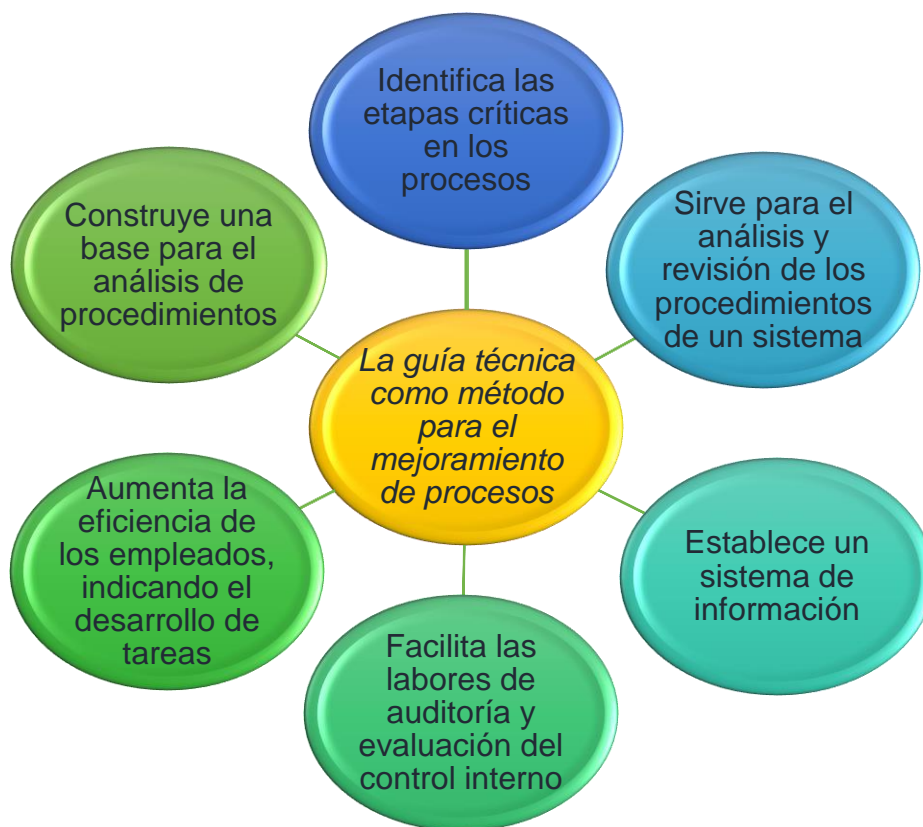 Identifica las
etapas críticas
en los
procesos
Sirve para el
análisis y
revisión de los
procedimientos
de un sistema
Establece un
sistema de
información
Facilita las
labores de
auditoría y
evaluación del
control interno
Aumenta la
eficiencia de
los empleados,
indicando el
desarrollo de
tareas
Construye una
base para el
análisis de
procedimientos
La guía técnica
como método
para el
mejoramiento
de procesos